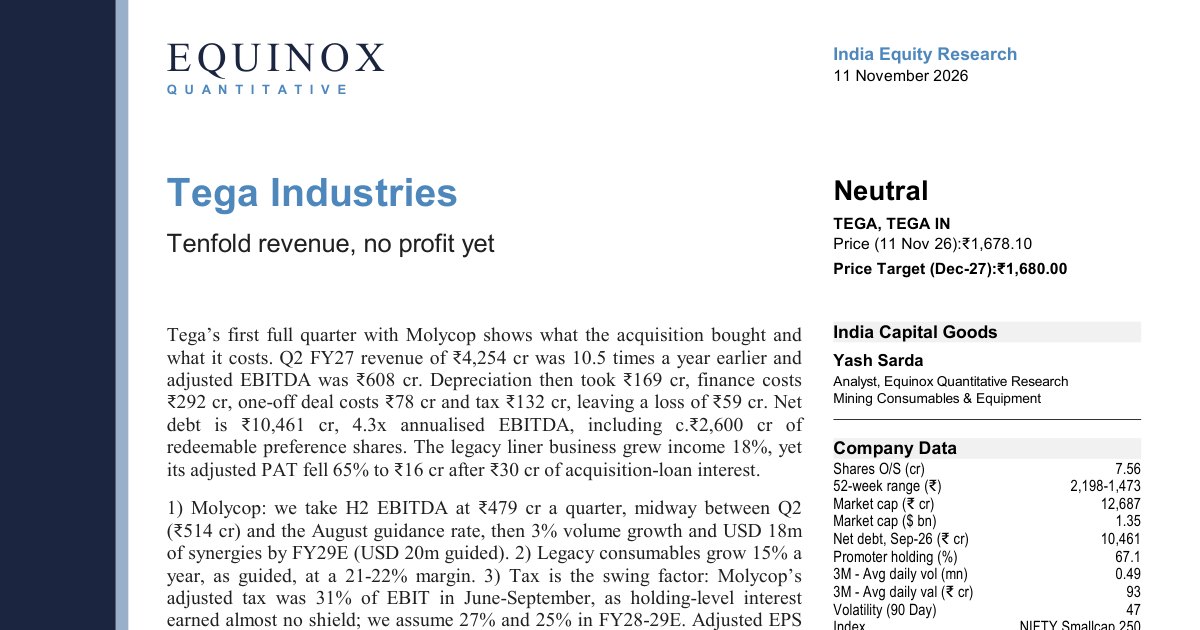 EQUINOX
QUANTITATIVE
India Equity Research
11 November 2026
Tega Industries
Tenfold revenue, no profit yet
Neutral
TEGA, TEGA IN
Price (11 Nov 26):₹1,678.10
Price Target (Dec-27):₹1,680.00
Tega’s first full quarter with Molycop shows what the acquisition bought and
what it costs. Q2 FY27 revenue of ₹4,254 cr was 10.5 times a year earlier and
adjusted EBITDA was ₹608 cr. Depreciation then took ₹169 cr, finance costs
₹292 cr, one-off deal costs ₹78 cr and tax ₹132 cr, leaving a loss of ₹59 cr. Net
debt is ₹10,461 cr, 4.3x annualised EBITDA, including c.₹2,600 cr of
redeemable preference shares. The legacy liner business grew income 18%, yet
its adjusted PAT fell 65% to ₹16 cr after ₹30 cr of acquisition-loan interest.
1) Molycop: we take H2 EBITDA at ₹479 cr a quarter, midway between Q2
(₹514 cr) and the August guidance rate, then 3% volume growth and USD 18m
of synergies by FY29E (USD 20m guided). 2) Legacy consumables grow 15% a
year, as guided, at a 21-22% margin. 3) Tax is the swing factor: Molycop’s
adjusted tax was 31% of EBIT in June-September, as holding-level interest
earned almost no shield; we assume 27% and 25% in FY28-29E. Adjusted EPS
India Capital Goods
Yash Sarda
Analyst, Equinox Quantitative Research
Mining Consumables & Equipment
Company Data
Shares O/S (cr) 7.56
52-week range (₹) 2,198-1,473
Market cap (₹ cr) 12,687
Market cap ($ bn) 1.35
Net debt, Sep-26 (₹ cr) 10,461
Promoter holding (%) 67.1
3M - Avg daily vol (mn) 0.49
3M - Avg daily val (₹ cr) 93
Volatility (90 Day) 47
Index NIFTY Smallcap 250